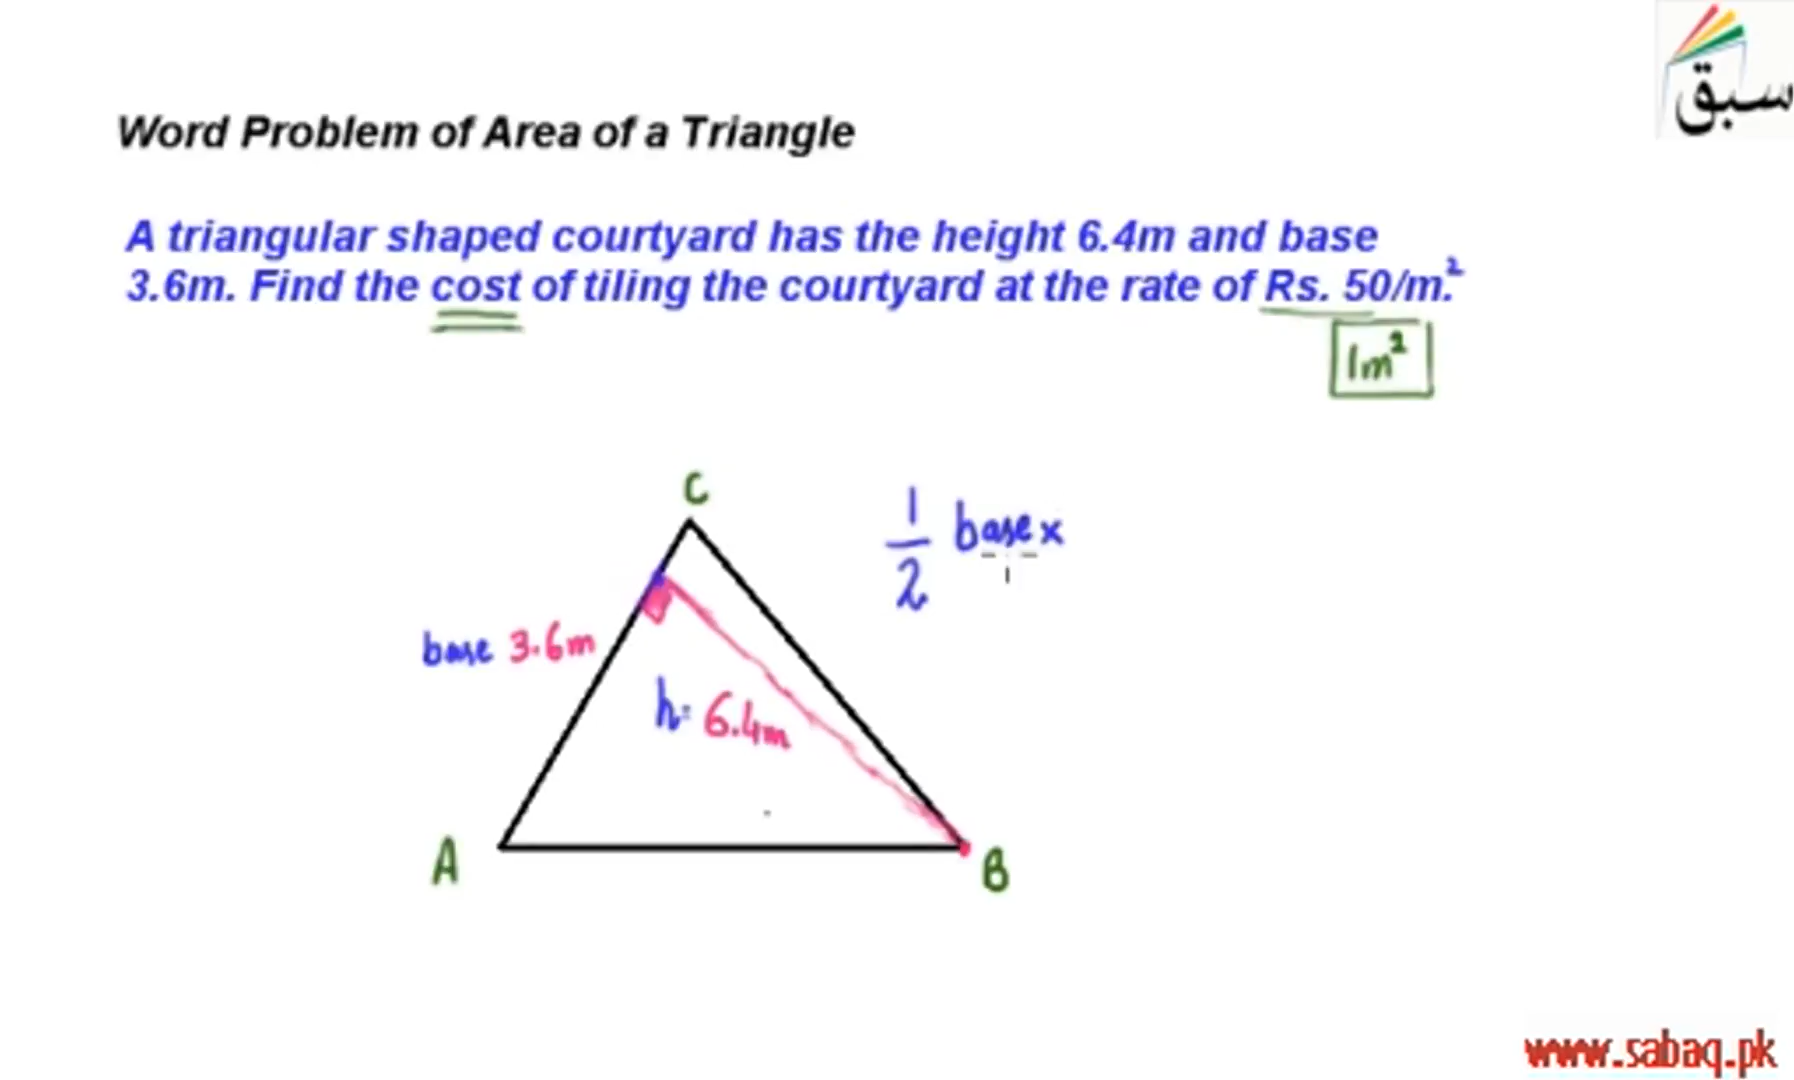 سبق
Word Problem of Area of a Triangle
A triangular shaped courtyard has the height 6.4m and base
3.6m. Find the cost of tiling the courtyard at the rate of Rs. 50/m².
1m²
C
1/2 base x
base 3.6m
h= 6.4m
A
B
www.sabaq.pk